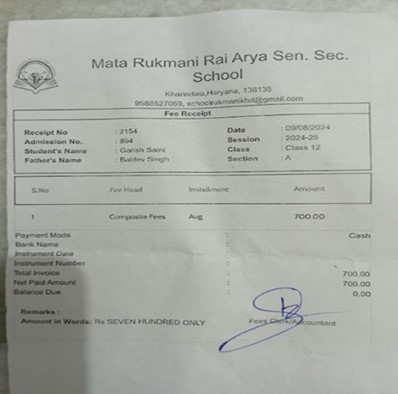 Mata Rukmani Rai Arya Sen. Sec.
School
Kharindwa, Haryana, 136135
9588527059, schoolrukmanikhd@gmail.com
Fee Receipt
Receipt No : 2154 Date : 09/08/2024
Admission No. : 894 Session : 2024-25
Student's Name : Garish Saini Class : Class 12
Father's Name : Baldev Singh Section : A
S.No Fee Head Instalment Amount
1 Composite Fees Aug 700.00
Payment Mode : Cash
Bank Name :
Instrument Date :
Instrument Number :
Total Invoice : 700.00
Net Paid Amount : 700.00
Balance Due : 0.00
Remarks :
Amount in Words: Rs SEVEN HUNDRED ONLY
Fees Clerk/Accountant